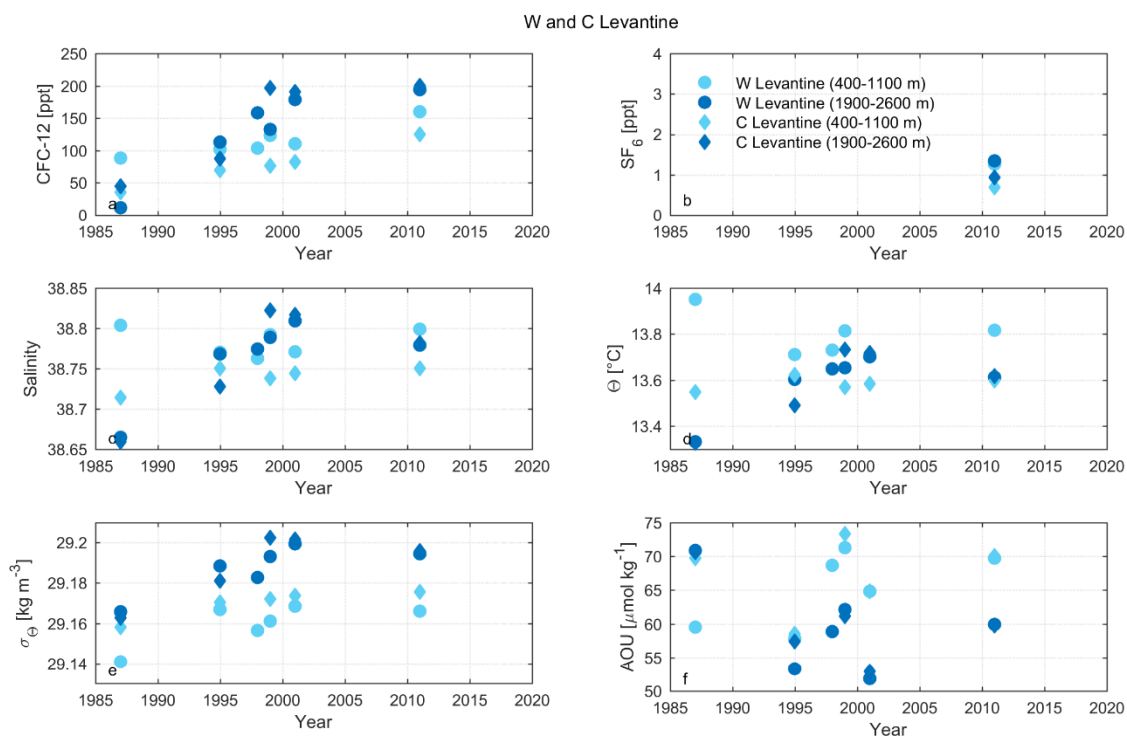 W and C Levantine
250
200
150
100
50
0
CFC-12 [ppt]
a
1985 1990 1995 2000 2005 2010 2015 2020
Year
4
3
2
1
0
SF6 [ppt]
W Levantine (400-1100 m)
W Levantine (1900-2600 m)
C Levantine (400-1100 m)
C Levantine (1900-2600 m)
b
1985 1990 1995 2000 2005 2010 2015 2020
Year
38.85
38.8
38.75
38.7
38.65
Salinity
c
1985 1990 1995 2000 2005 2010 2015 2020
Year
14
13.8
13.6
13.4
Θ [°C]
d
1985 1990 1995 2000 2005 2010 2015 2020
Year
29.2
29.18
29.16
29.14
σΘ [kg m-3]
e
1985 1990 1995 2000 2005 2010 2015 2020
Year
75
70
65
60
55
50
AOU [μmol kg-1]
f
1985 1990 1995 2000 2005 2010 2015 2020
Year